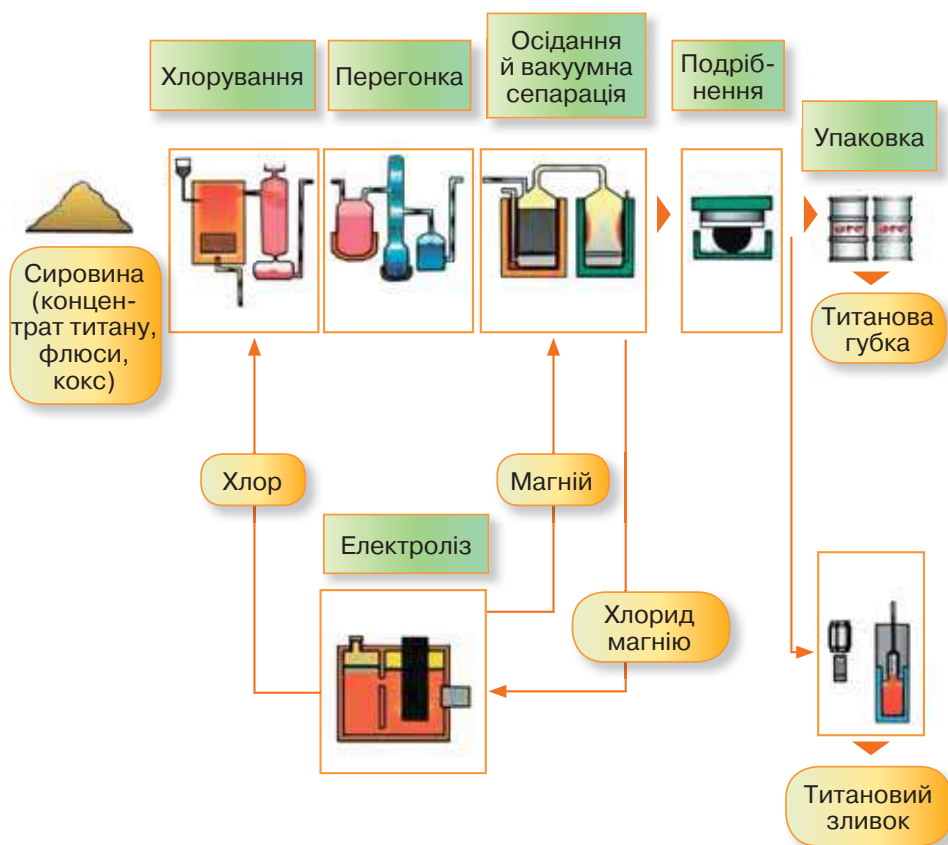 Хлорування
Перегонка
Осідання
й вакуумна
сепарація
Подріб-
нення
Упаковка
Сировина
(концен-
трат титану,
флюси,
кокс)
Титанова
губка
Хлор
Магній
Електроліз
Хлорид
магнію
Титановий
зливок